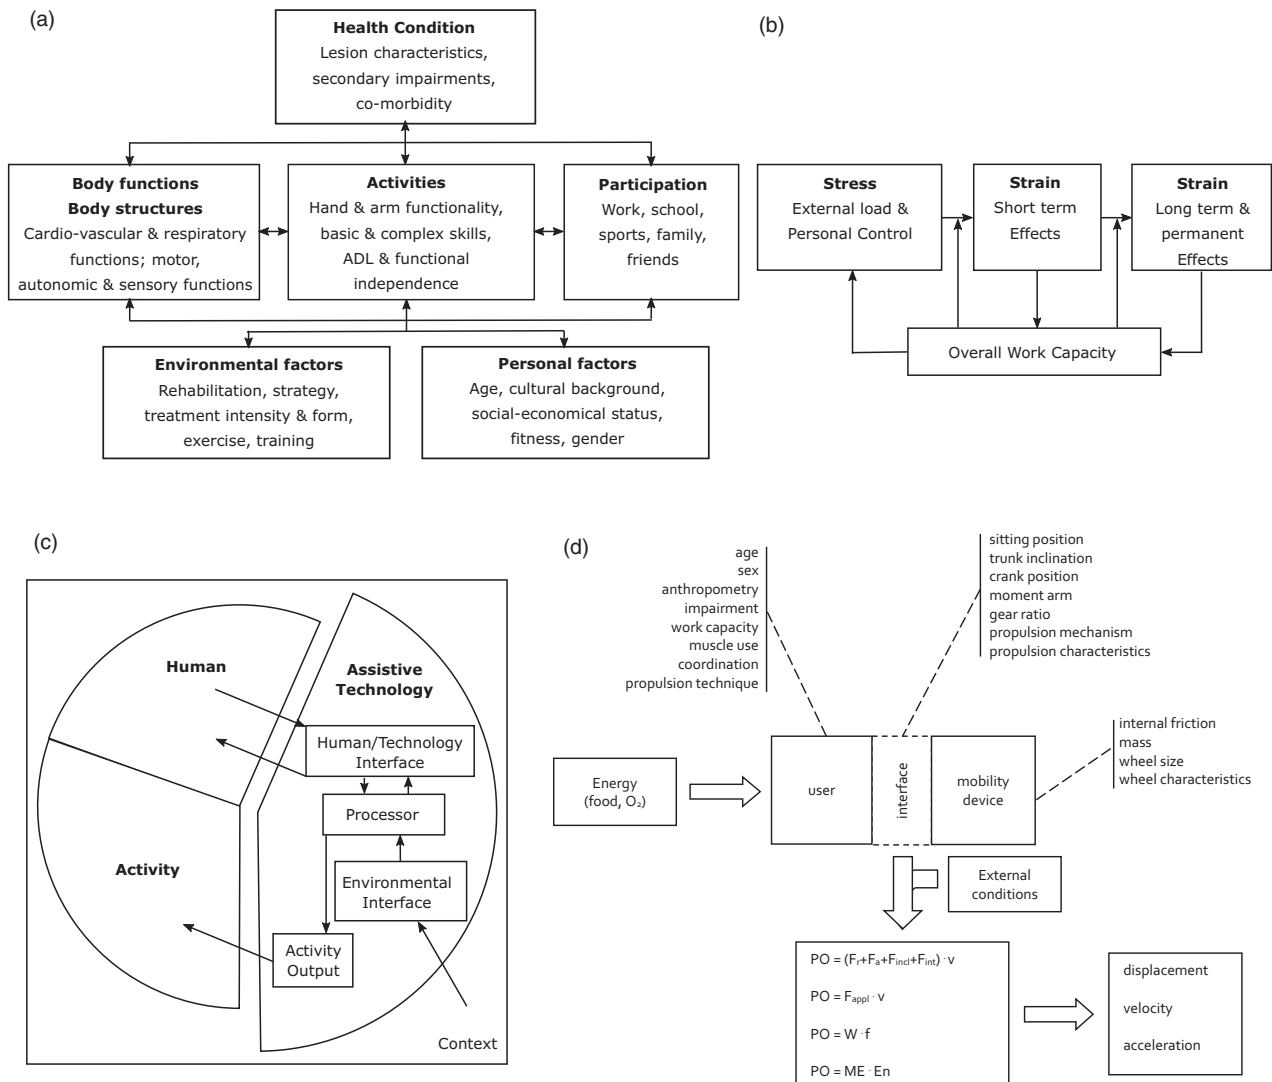 (a)
Health Condition
Lesion characteristics,
secondary impairments,
co-morbidity
Body functions
Body structures
Cardio-vascular & respiratory
functions; motor,
autonomic & sensory functions
Activities
Hand & arm functionality,
basic & complex skills,
ADL & functional
independence
Participation
Work, school,
sports, family,
friends
Environmental factors
Rehabilitation, strategy,
treatment intensity & form,
exercise, training
Personal factors
Age, cultural background,
social-economical status,
fitness, gender
(b)
Stress
External load &
Personal Control
Strain
Short term
Effects
Strain
Long term &
permanent
Effects
Overall Work Capacity
(c)
Human
Assistive
Technology
Human/Technology
Interface
Processor
Environmental
Interface
Activity
Activity
Output
Context
(d)
age
sex
anthropometry
impairment
work capacity
muscle use
coordination
propulsion technique
sitting position
trunk inclination
crank position
moment arm
gear ratio
propulsion mechanism
propulsion characteristics
internal friction
mass
wheel size
wheel characteristics
Energy
(food, O₂)
user
interface
mobility
device
External
conditions
PO = (Fr+Fa+Fincl+Fint) · v
PO = Fappl · v
PO = W · f
PO = ME · En
displacement
velocity
acceleration